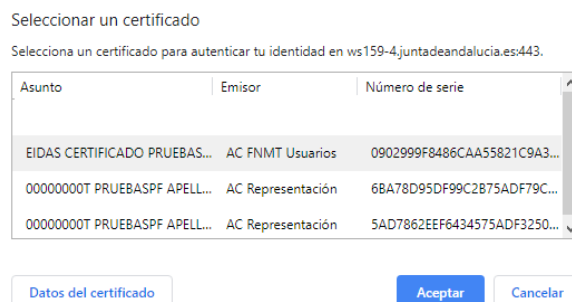 Seleccionar un certificado
Selecciona un certificado para autenticar tu identidad en ws159-4.juntadeandalucia.es:443.
Asunto Emisor Número de serie
EIDAS CERTIFICADO PRUEBAS... AC FNMT Usuarios 0902999F8486CAA55821C9A3...
00000000T PRUEBASPF APELL... AC Representación 6BA78D95DF99C2B75ADF79C...
00000000T PRUEBASPF APELL... AC Representación 5AD7862EEF6434575ADF3250...
Datos del certificado Aceptar Cancelar